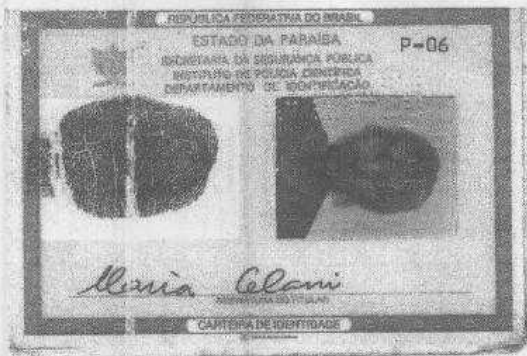 REPÚBLICA FEDERATIVA DO BRASIL
ESTADO DA PARAÍBA
P-06
SECRETARIA DA SEGURANÇA PÚBLICA
INSTITUTO DE POLÍCIA CIENTÍFICA
DEPARTAMENTO DE IDENTIFICAÇÃO
Maria Celani
ASSINATURA DO TITULAR
CARTEIRA DE IDENTIDADE